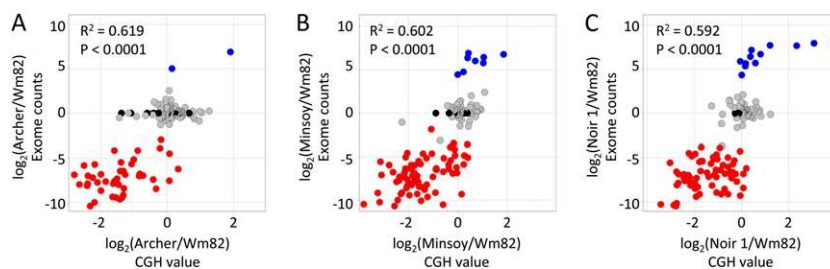 A
R² = 0.619
P < 0.0001
log₂(Archer/Wm82)
Exome counts
10
5
0
-5
-10
-2
0
2
log₂(Archer/Wm82)
CGH value
B
R² = 0.602
P < 0.0001
log₂(Minsoy/Wm82)
Exome counts
10
5
0
-5
-10
-2
0
2
log₂(Minsoy/Wm82)
CGH value
C
R² = 0.592
P < 0.0001
log₂(Noir 1/Wm82)
Exome counts
10
5
0
-5
-10
-2
0
2
log₂(Noir 1/Wm82)
CGH value